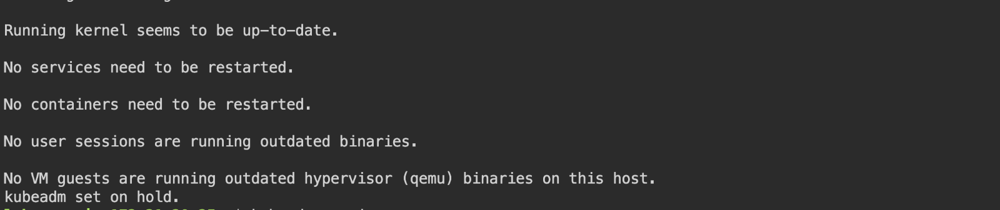 Running kernel seems to be up-to-date.
No services need to be restarted.
No containers need to be restarted.
No user sessions are running outdated binaries.
No VM guests are running outdated hypervisor (qemu) binaries on this host.
kubeadm set on hold.